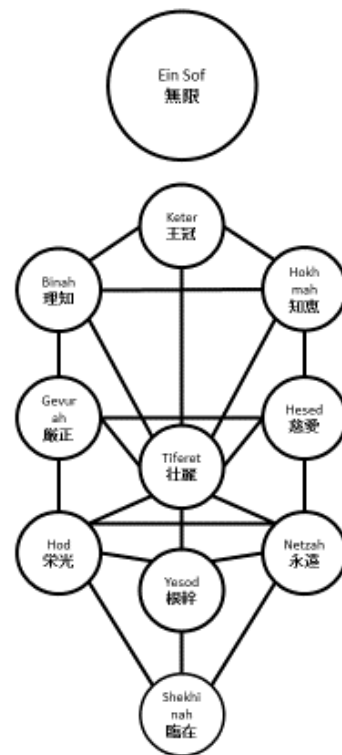 Ein Sof
無限
Keter
王冠
Binah
理知
Hokh
mah
知恵
Gevur
ah
厳正
Hesed
慈愛
Tiferet
壮麗
Hod
栄光
Netzah
永遠
Yesod
根幹
Shekhi
nah
臨在